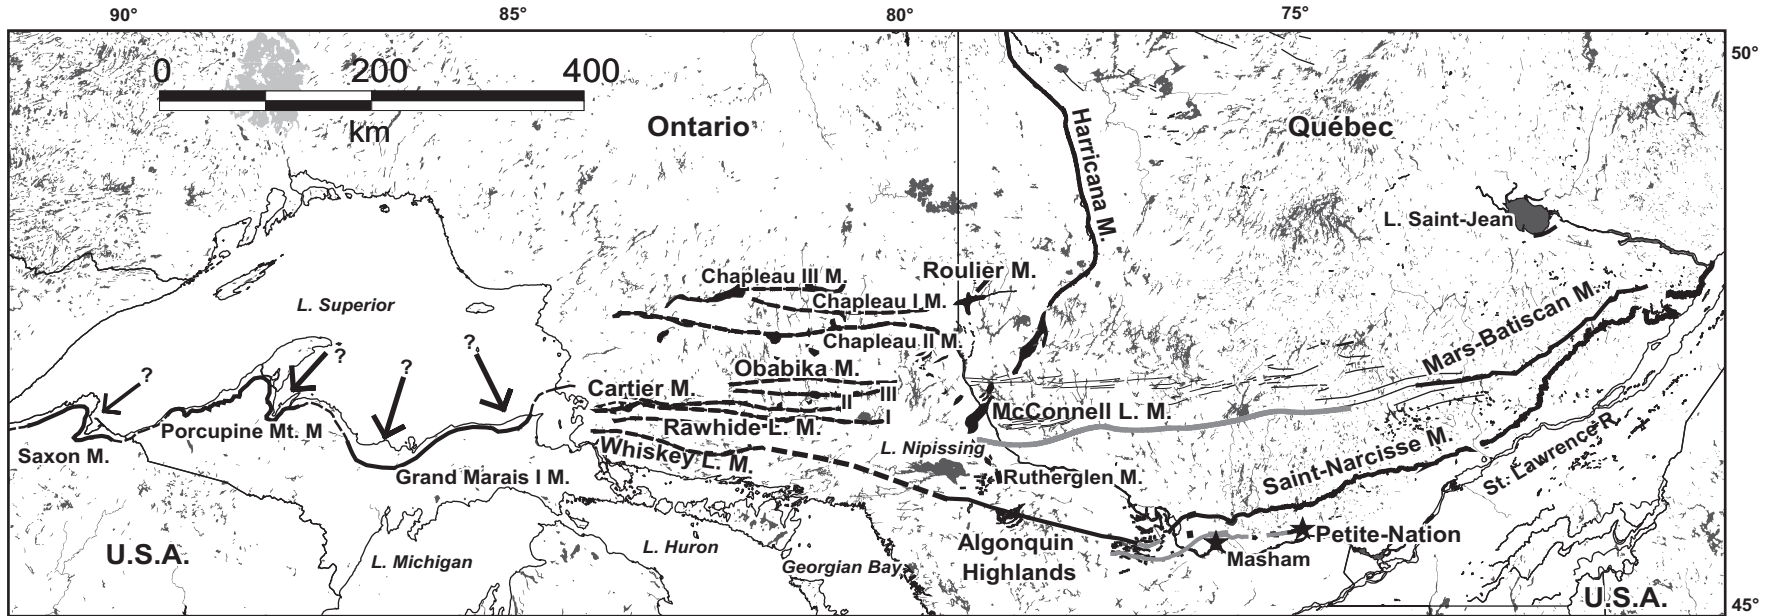 90° 85° 80° 75°
50°
0 200 400
km
Ontario
Québec
Harricana M.
L. Saint-Jean
Chapleau III M.
Roulier M.
L. Superior
Chapleau I M.
Chapleau II M.
Mars-Batiscan M.
?
?
?
?
Obabika M.
Cartier M.
III
II
I
McConnell L. M.
Rawhide L. M.
Porcupine Mt. M
Saxon M.
L. Nipissing
Whiskey L. M.
Saint-Narcisse M.
St. Lawrence R.
Grand Marais I M.
Rutherglen M.
Petite-Nation
Algonquin
Highlands
Masham
U.S.A.
L. Michigan
L. Huron
Georgian Bay
U.S.A.
45°